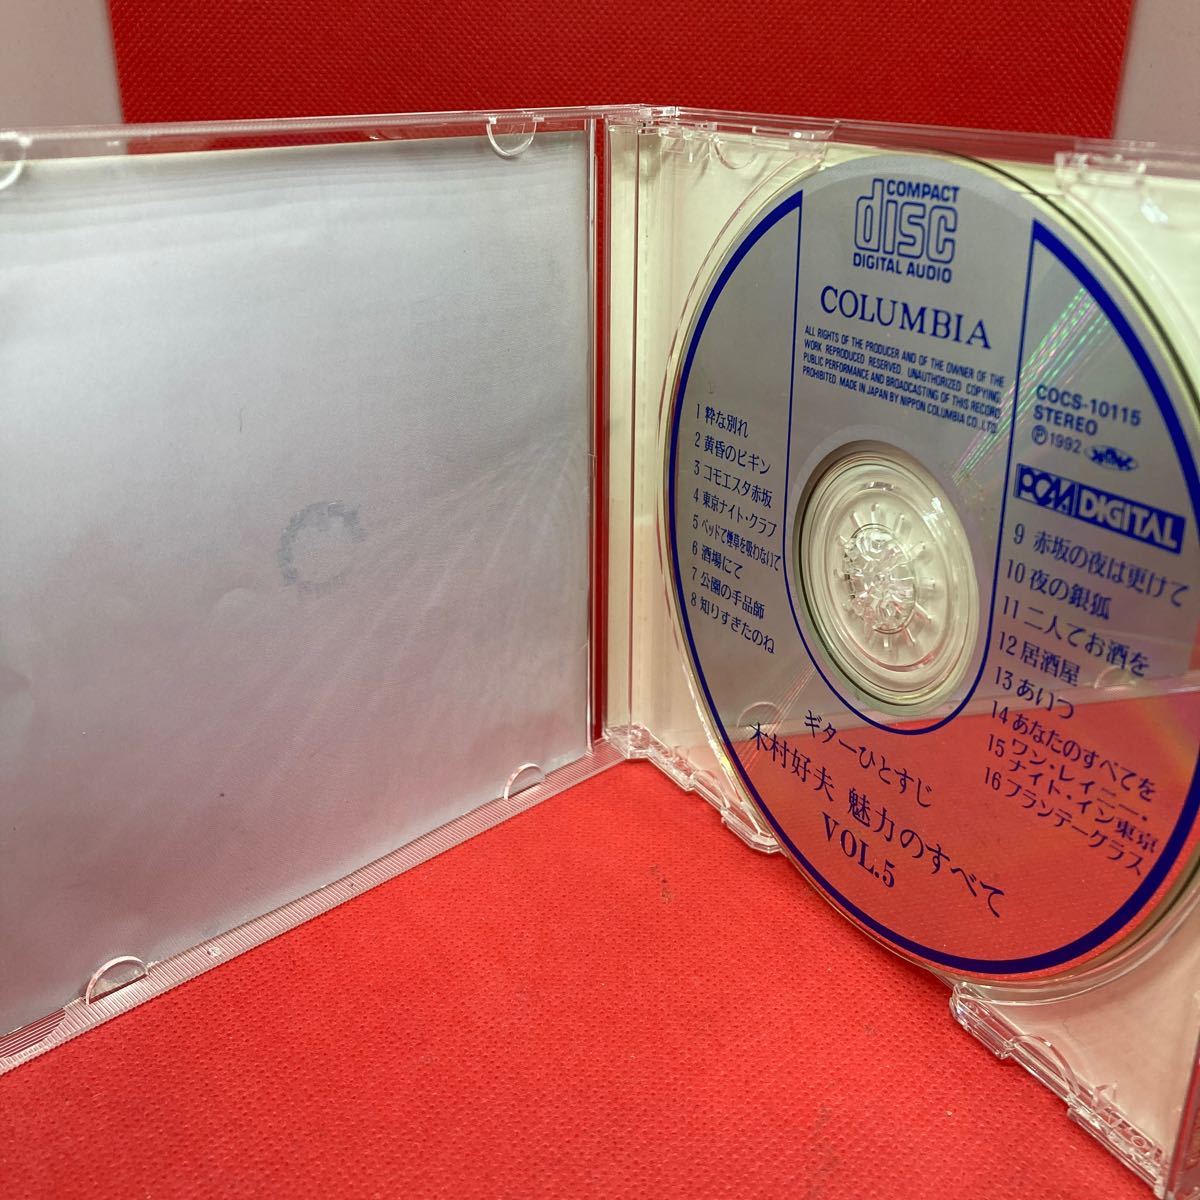 COMPACT
disc
DIGITAL AUDIO
COLUMBIA
ALL RIGHTS OF THE PRODUCER AND OF THE OWNER OF THE
WORK REPRODUCED RESERVED. UNAUTHORIZED COPYING,
PUBLIC PERFORMANCE AND BROADCASTING OF THIS RECORD
PROHIBITED. MADE IN JAPAN BY NIPPON COLUMBIA CO., LTD.
COCS-10115
STEREO
Ⓟ1992
PCM DIGITAL
1 粋な別れ
2 黄昏のビギン
3 コモエスタ赤坂
4 東京ナイト・クラブ
5 ベッドで煙草を吸わないで
6 酒場にて
7 公園の手品師
8 知りすぎたのね
9 赤坂の夜は更けて
10 夜の銀狐
11 二人でお酒を
12 居酒屋
13 あいつ
14 あなたのすべてを
15 ワン・レイニー・
ナイト・イン東京
16 ブランデーグラス
ギターひとすじ
木村好夫 魅力のすべて
VOL.5